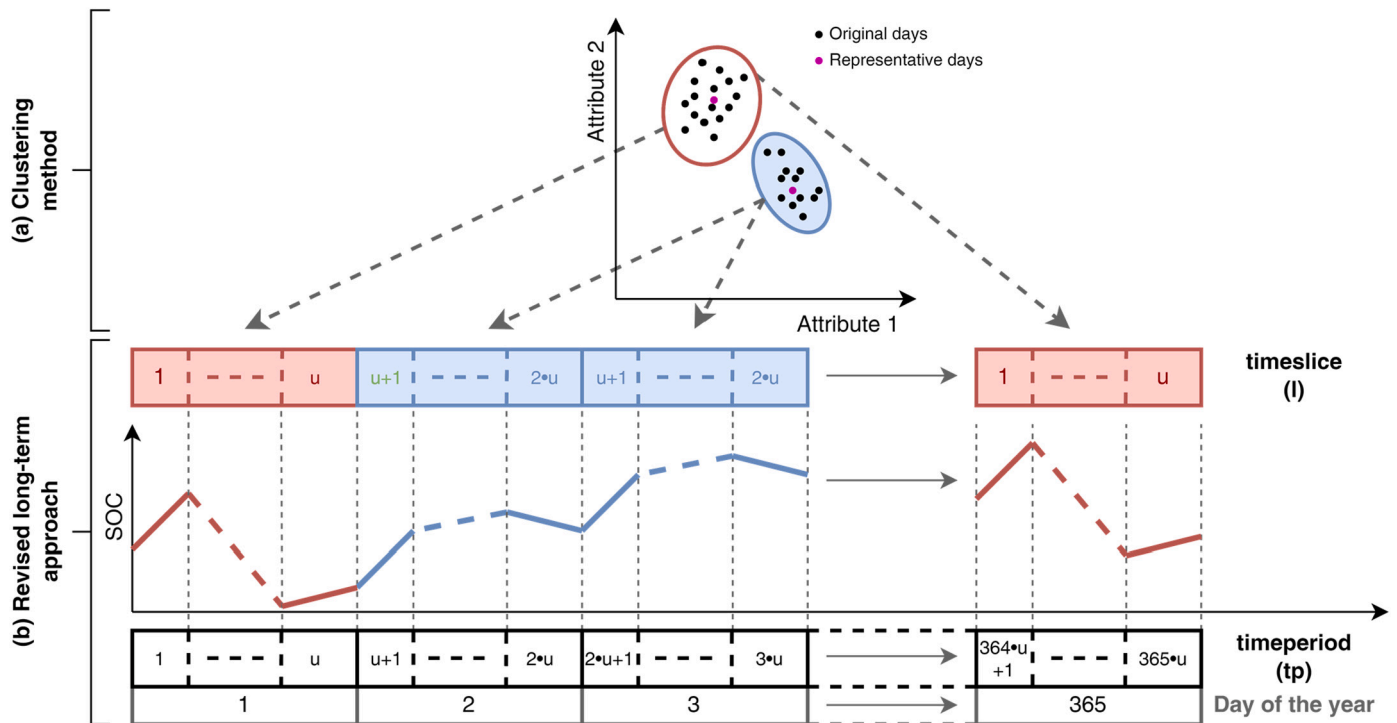 Original days
Representative days
Attribute 2
Attribute 1
(a) Clustering
method
1 u u+1 2•u u+1 2•u 1 u
timeslice
(l)
(b) Revised long-term
approach
SOC
1 u u+1 2•u 2•u+1 3•u 364•u
+1 365•u
timeperiod
(tp)
1 2 3 365 Day of the year